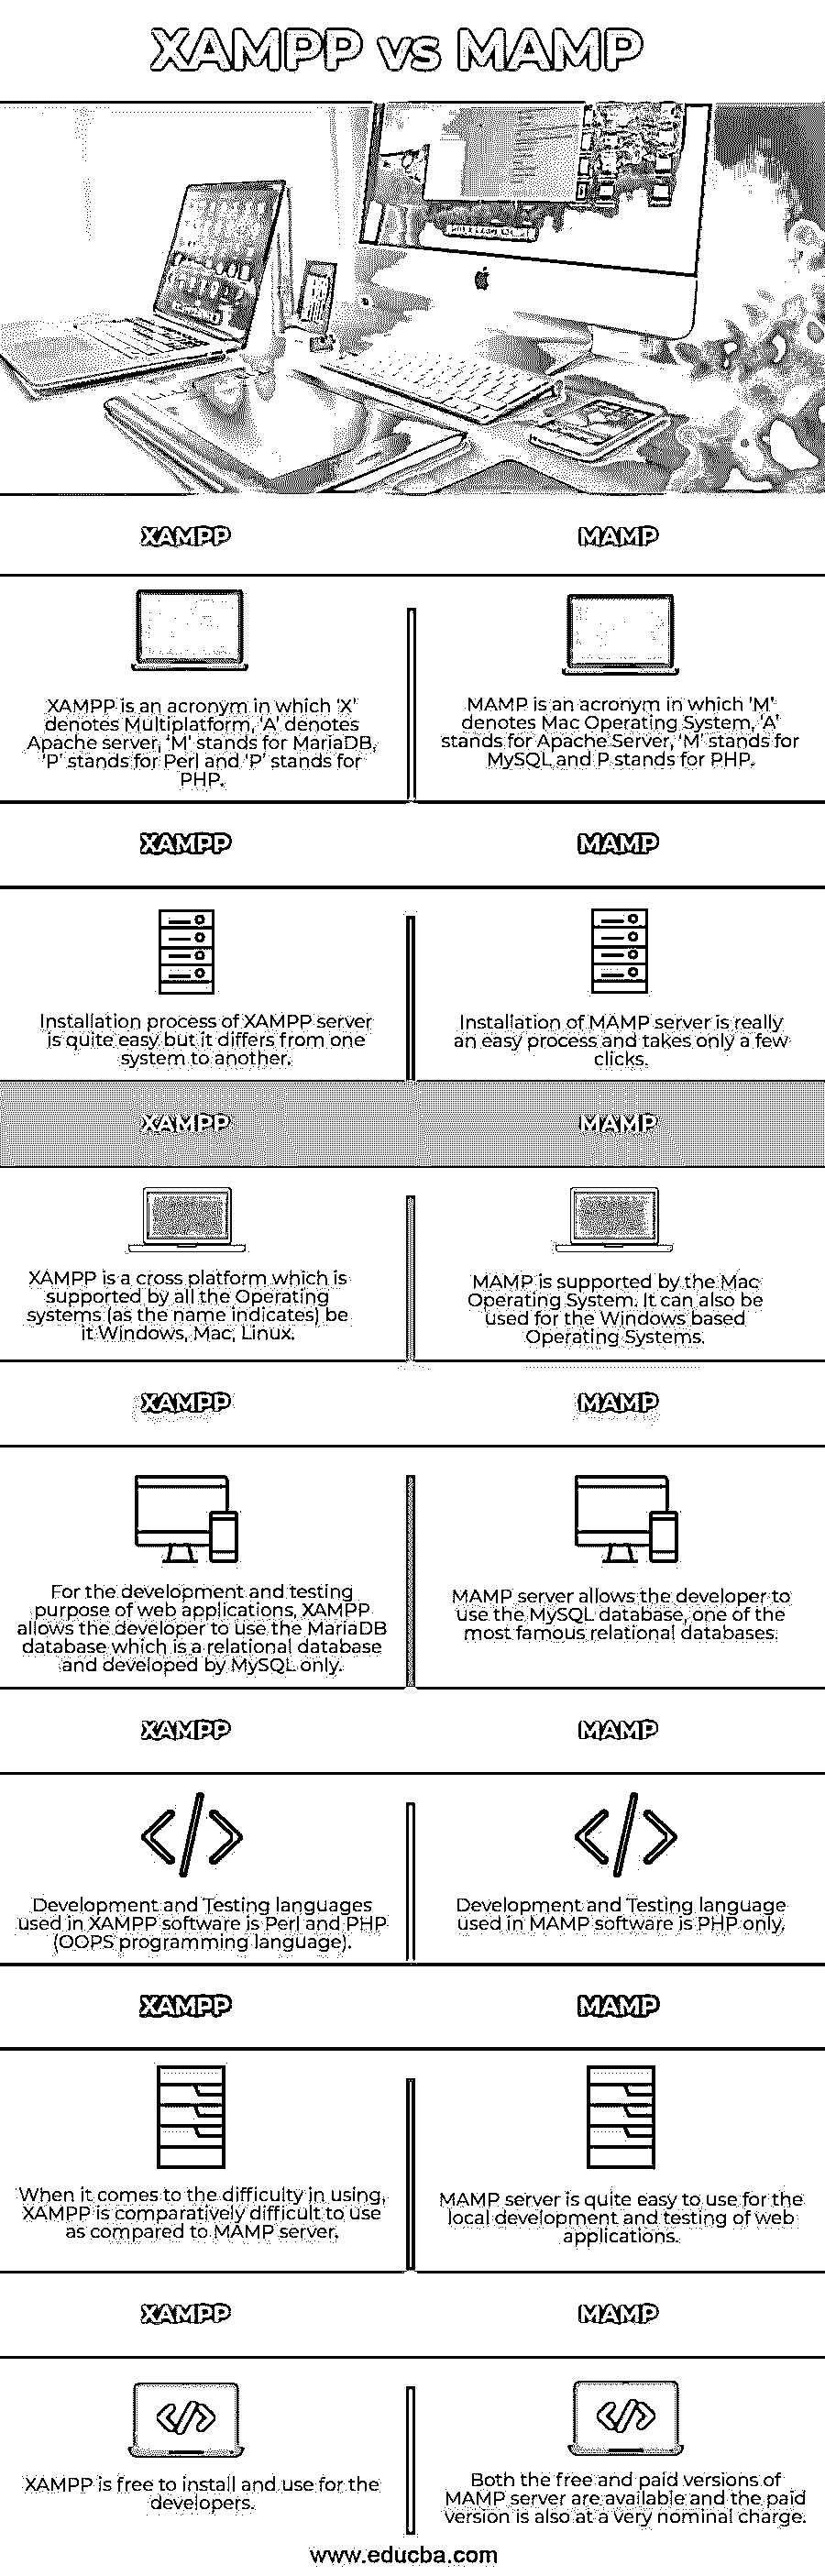 XAMPP vs MAMP
XAMPP
MAMP
XAMPP is an acronym in which 'X'
denotes Multiplatform, 'A' denotes
Apache server, 'M' stands for MariaDB,
'P' stands for Perl and 'P' stands for
PHP.
MAMP is an acronym in which 'M'
denotes Mac Operating System, 'A'
stands for Apache Server, 'M' stands for
MySQL and P stands for PHP.
XAMPP
MAMP
Installation process of XAMPP server
is quite easy but it differs from one
system to another.
Installation of MAMP server is really
an easy process and takes only a few
clicks.
XAMPP
MAMP
XAMPP is a cross platform which is
supported by all the Operating
systems (as the name indicates) be
it Windows, Mac, Linux.
MAMP is supported by the Mac
Operating System. It can also be
used for the Windows based
Operating Systems.
XAMPP
MAMP
For the development and testing
purpose of web applications, XAMPP
allows the developer to use the MariaDB
database which is a relational database
and developed by MySQL only.
MAMP server allows the developer to
use the MySQL database, one of the
most famous relational databases.
XAMPP
MAMP
Development and Testing languages
used in XAMPP software is Perl and PHP
(OOPS programming language).
Development and Testing language
used in MAMP software is PHP only.
XAMPP
MAMP
When it comes to the difficulty in using,
XAMPP is comparatively difficult to use
as compared to MAMP server.
MAMP server is quite easy to use for the
local development and testing of web
applications.
XAMPP
MAMP
XAMPP is free to install and use for the
developers.
Both the free and paid versions of
MAMP server are available and the paid
version is also at a very nominal charge.
www.educba.com